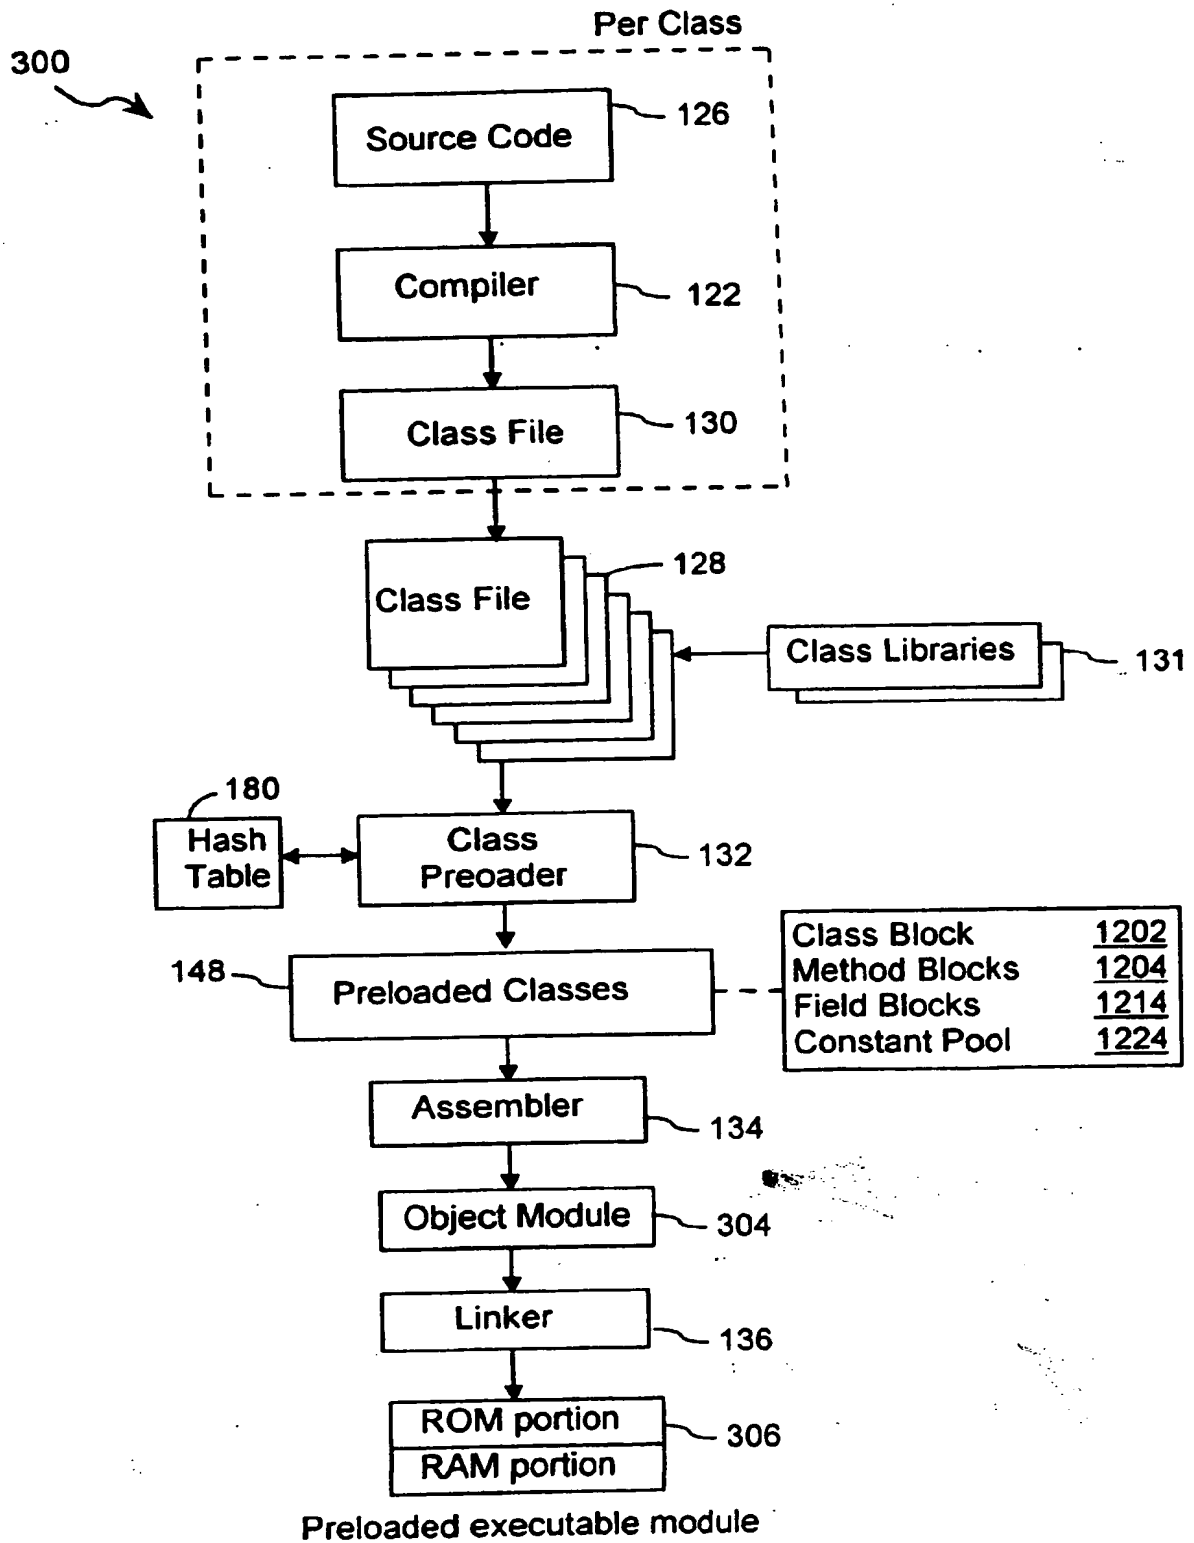 Per Class
300
Source Code
126
Compiler
122
Class File
130
Class File
128
Class Libraries
131
180
Hash
Table
Class
Preoader
132
148
Preloaded Classes
Class Block 1202
Method Blocks 1204
Field Blocks 1214
Constant Pool 1224
Assembler
134
Object Module
304
Linker
136
ROM portion
306
RAM portion
Preloaded executable module